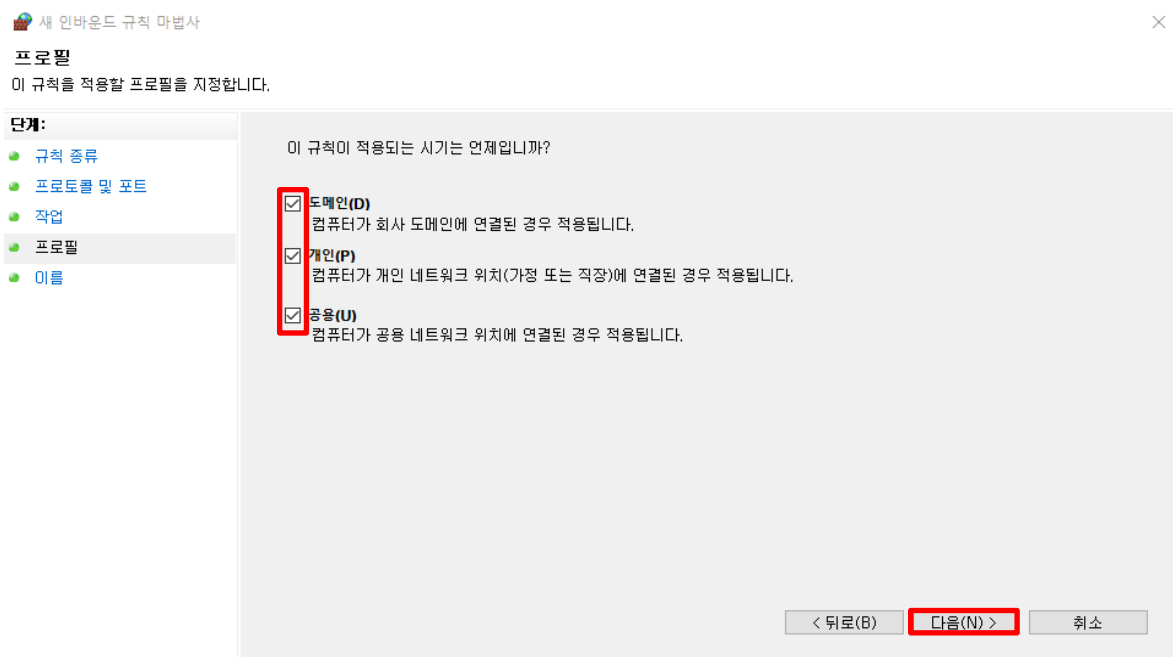 새 인바운드 규칙 마법사
프로필
이 규칙을 적용할 프로필을 지정합니다.
단계:
규칙 종류
프로토콜 및 포트
작업
프로필
이름
이 규칙이 적용되는 시기는 언제입니까?
도메인(D)
컴퓨터가 회사 도메인에 연결된 경우 적용됩니다.
개인(P)
컴퓨터가 개인 네트워크 위치(가정 또는 직장)에 연결된 경우 적용됩니다.
공용(U)
컴퓨터가 공용 네트워크 위치에 연결된 경우 적용됩니다.
< 뒤로(B) 다음(N) > 취소